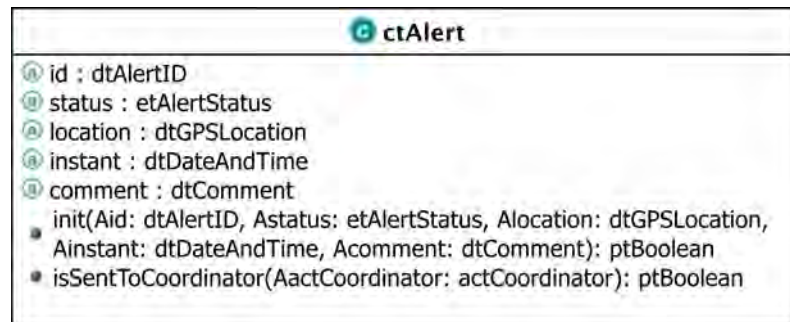 ctAlert
id : dtAlertID
status : etAlertStatus
location : dtGPSLocation
instant : dtDateAndTime
comment : dtComment
init(Aid: dtAlertID, Astatus: etAlertStatus, Alocation: dtGPSLocation,
Ainstant: dtDateAndTime, Acomment: dtComment): ptBoolean
isSentToCoordinator(AactCoordinator: actCoordinator): ptBoolean